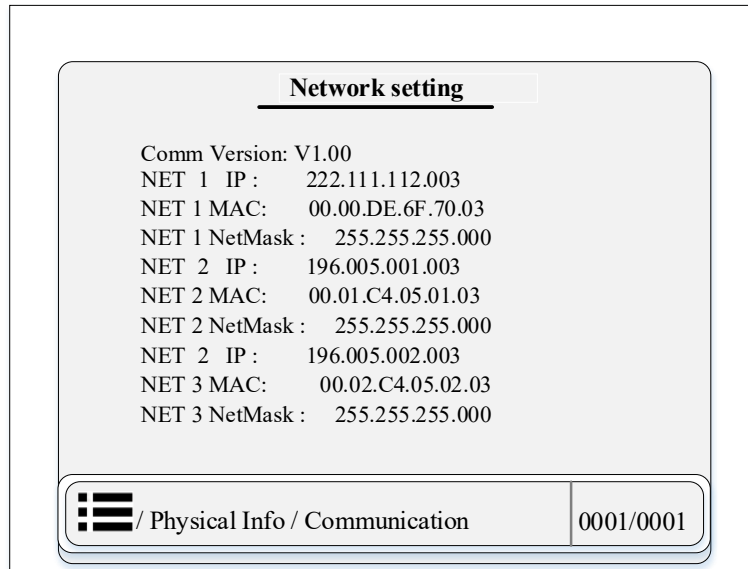 Network setting
Comm Version: V1.00
NET 1 IP : 222.111.112.003
NET 1 MAC: 00.00.DE.6F.70.03
NET 1 NetMask : 255.255.255.000
NET 2 IP : 196.005.001.003
NET 2 MAC: 00.01.C4.05.01.03
NET 2 NetMask : 255.255.255.000
NET 2 IP : 196.005.002.003
NET 3 MAC: 00.02.C4.05.02.03
NET 3 NetMask : 255.255.255.000
/ Physical Info / Communication 0001/0001